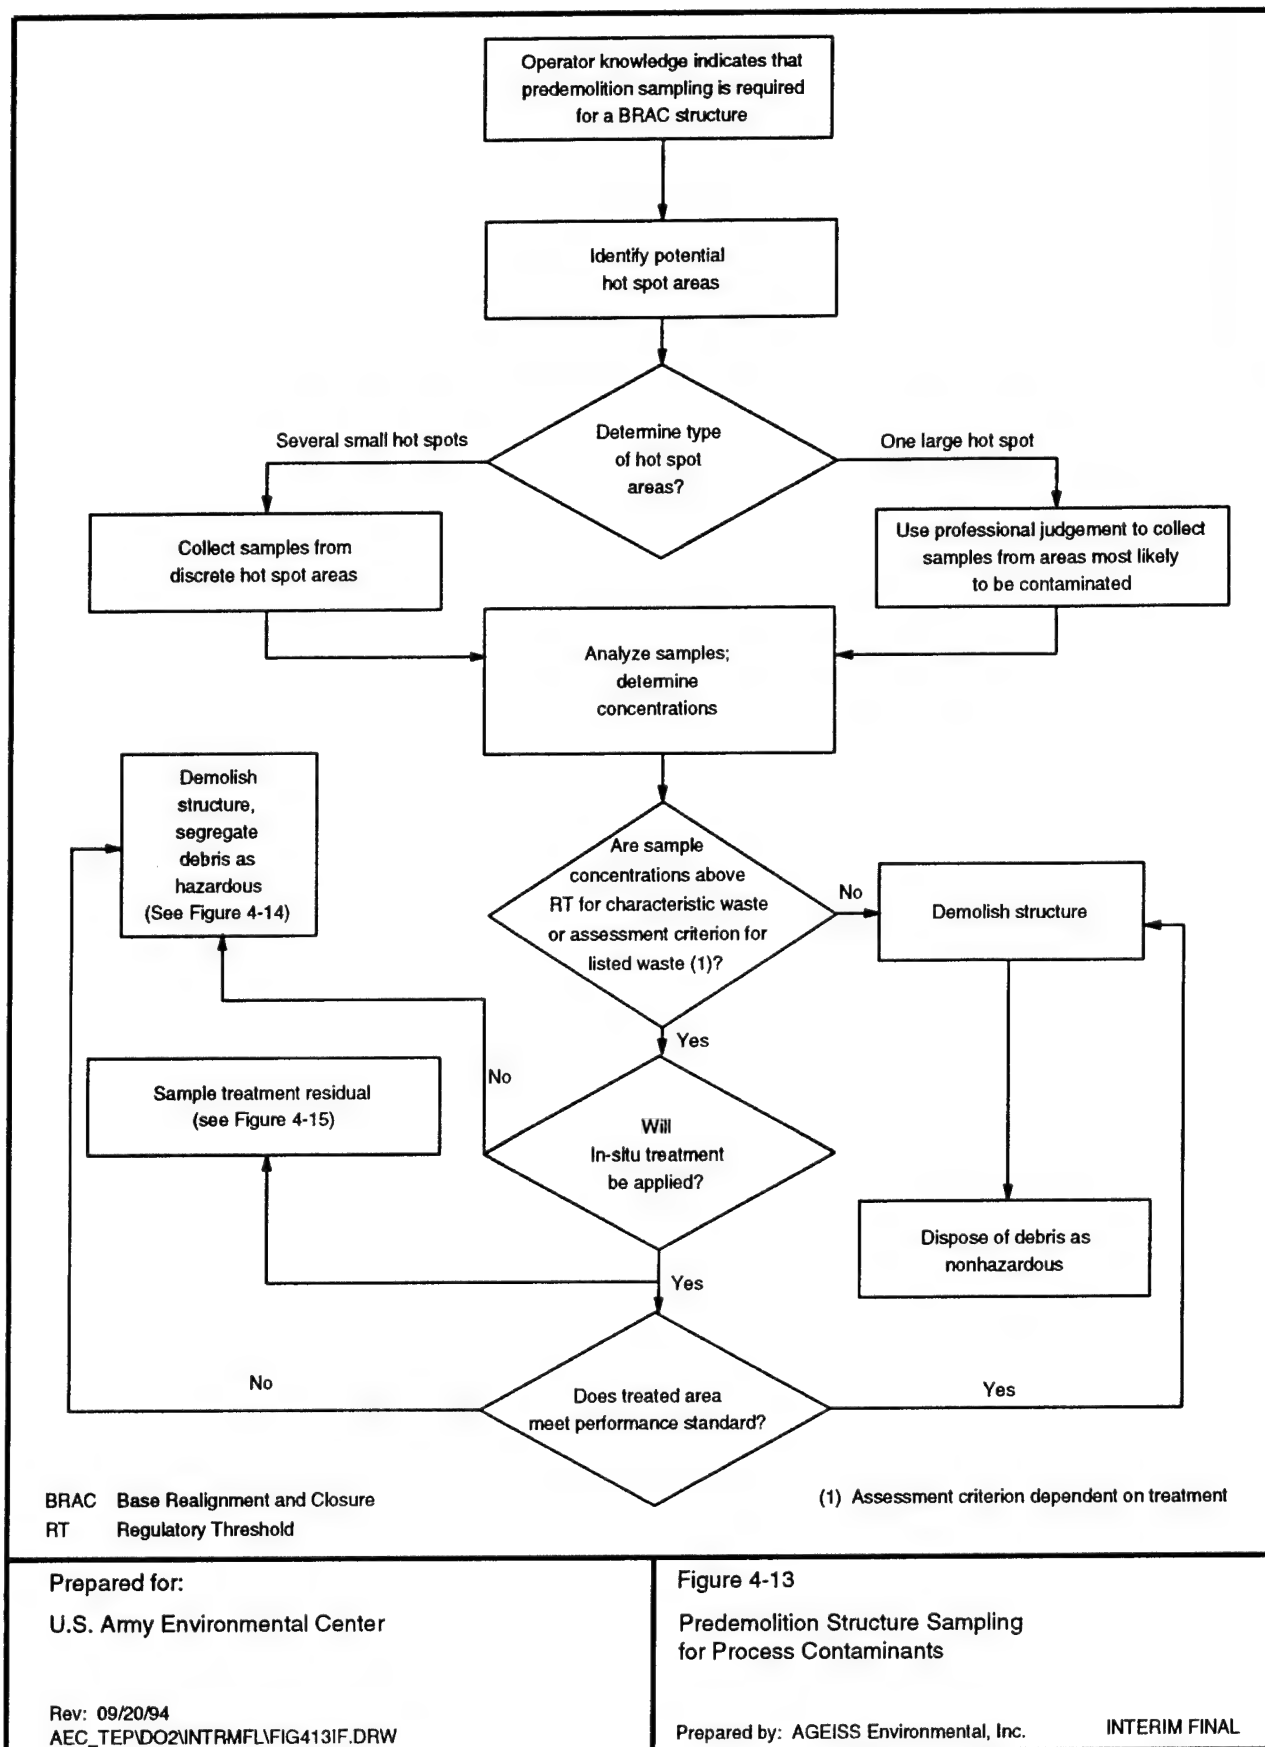 Operator knowledge indicates that
predemolition sampling is required
for a BRAC structure
Identify potential
hot spot areas
Several small hot spots
Determine type
of hot spot
areas?
One large hot spot
Collect samples from
discrete hot spot areas
Use professional judgement to collect
samples from areas most likely
to be contaminated
Analyze samples;
determine
concentrations
Demolish
structure,
segregate
debris as
hazardous
(See Figure 4-14)
Are sample
concentrations above
RT for characteristic waste
or assessment criterion for
listed waste (1)?
No
Demolish structure
Yes
No
Sample treatment residual
(see Figure 4-15)
Will
In-situ treatment
be applied?
Dispose of debris as
nonhazardous
Yes
No
Does treated area
meet performance standard?
Yes
BRAC Base Realignment and Closure
RT Regulatory Threshold
(1) Assessment criterion dependent on treatment
Prepared for:
U.S. Army Environmental Center
Rev: 09/20/94
AEC_TEP\DO2\INTRMFL\FIG413IF.DRW
Figure 4-13
Predemolition Structure Sampling
for Process Contaminants
Prepared by: AGEISS Environmental, Inc.
INTERIM FINAL